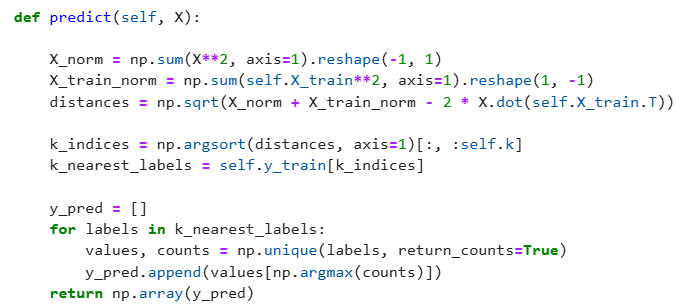 def predict(self, X):
X_norm = np.sum(X**2, axis=1).reshape(-1, 1)
X_train_norm = np.sum(self.X_train**2, axis=1).reshape(1, -1)
distances = np.sqrt(X_norm + X_train_norm - 2 * X.dot(self.X_train.T))
k_indices = np.argsort(distances, axis=1)[:, :self.k]
k_nearest_labels = self.y_train[k_indices]
y_pred = []
for labels in k_nearest_labels:
values, counts = np.unique(labels, return_counts=True)
y_pred.append(values[np.argmax(counts)])
return np.array(y_pred)